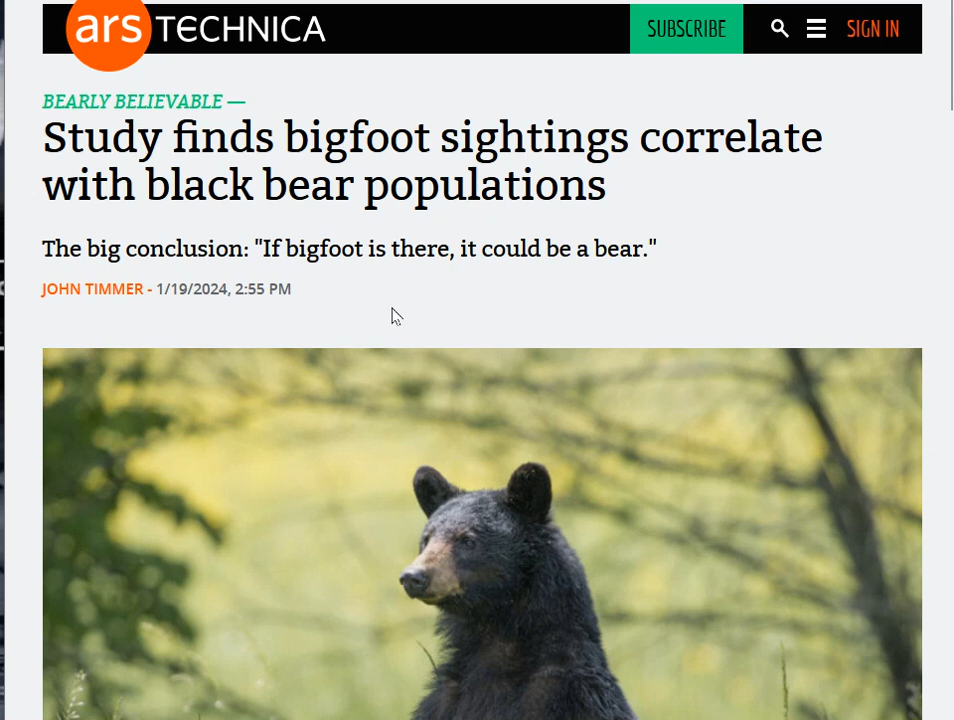 ars TECHNICA
SUBSCRIBE
SIGN IN
BEARLY BELIEVABLE —
Study finds bigfoot sightings correlate
with black bear populations
The big conclusion: "If bigfoot is there, it could be a bear."
JOHN TIMMER - 1/19/2024, 2:55 PM